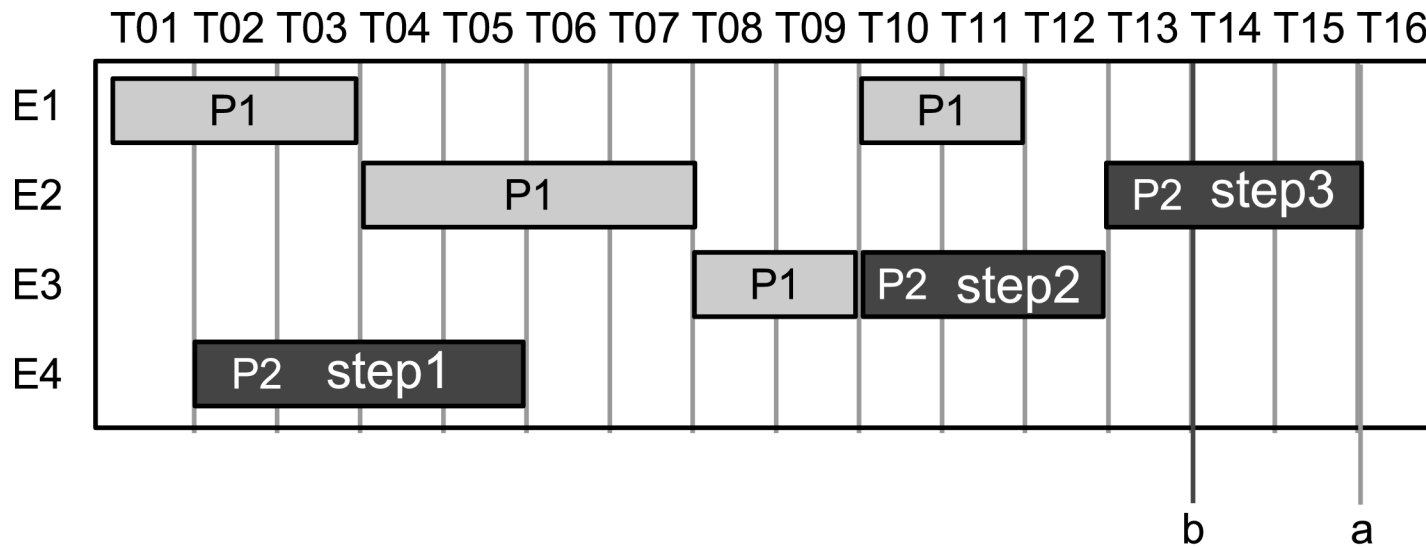 T01 T02 T03 T04 T05 T06 T07 T08 T09 T10 T11 T12 T13 T14 T15 T16
E1 P1 P1
E2 P1 P2 step3
E3 P1 P2 step2
E4 P2 step1
b a